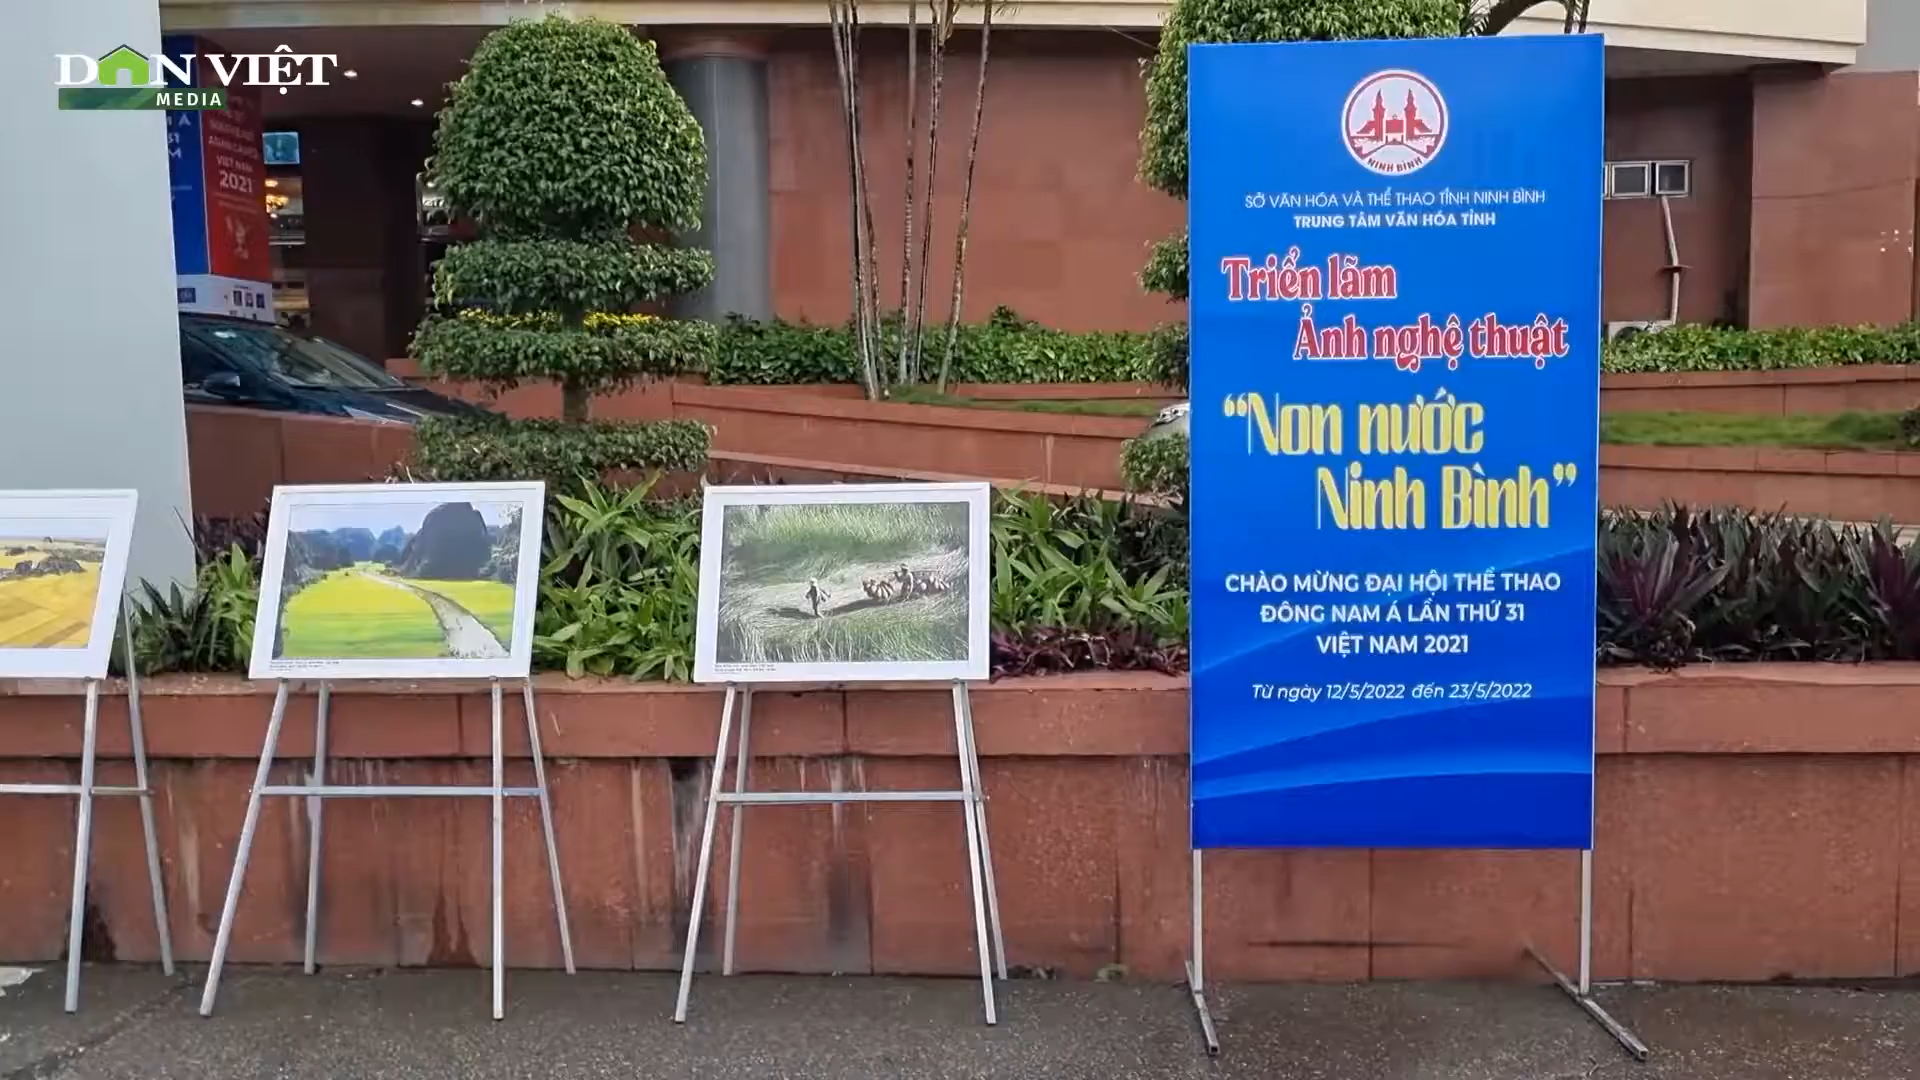 DÂN VIỆT
MEDIA
VIET NAM
2021
NINH BÌNH
SỞ VĂN HÓA VÀ THỂ THAO TỈNH NINH BÌNH
TRUNG TÂM VĂN HÓA TỈNH
Triển lãm
Ảnh nghệ thuật
“Non nước
Ninh Bình”
CHÀO MỪNG ĐẠI HỘI THỂ THAO
ĐÔNG NAM Á LẦN THỨ 31
VIỆT NAM 2021
Từ ngày 12/5/2022 đến 23/5/2022